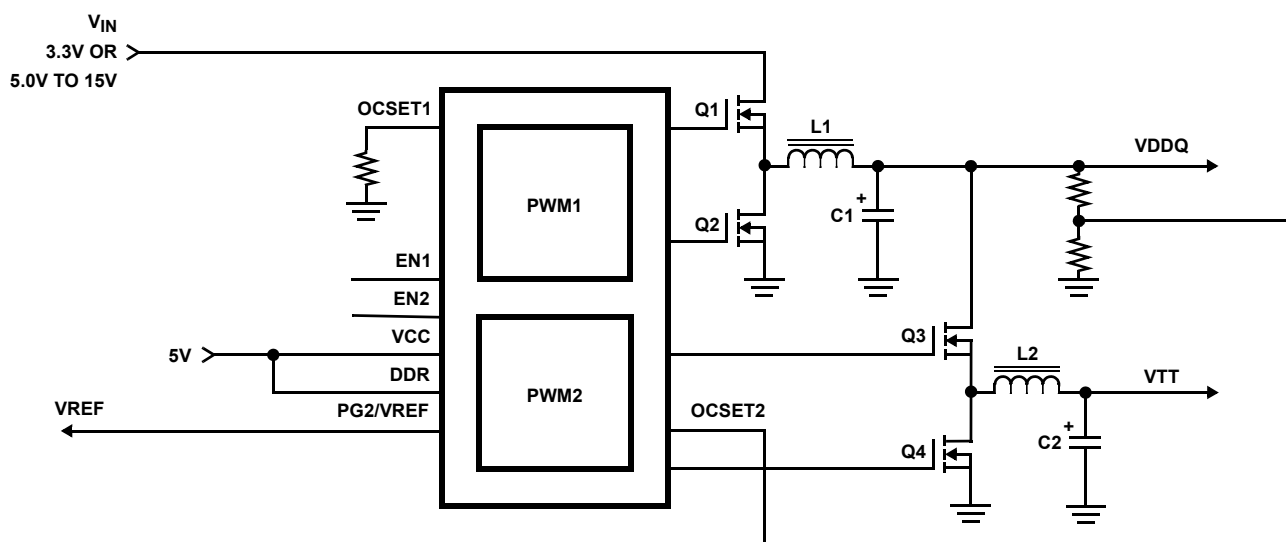 VIN
3.3V OR
5.0V TO 15V
OCSET1
Q1
L1
VDDQ
PWM1
+
C1
Q2
EN1
EN2
VCC
5V
DDR
Q3
L2
VTT
PWM2
VREF
PG2/VREF
OCSET2
+
C2
Q4